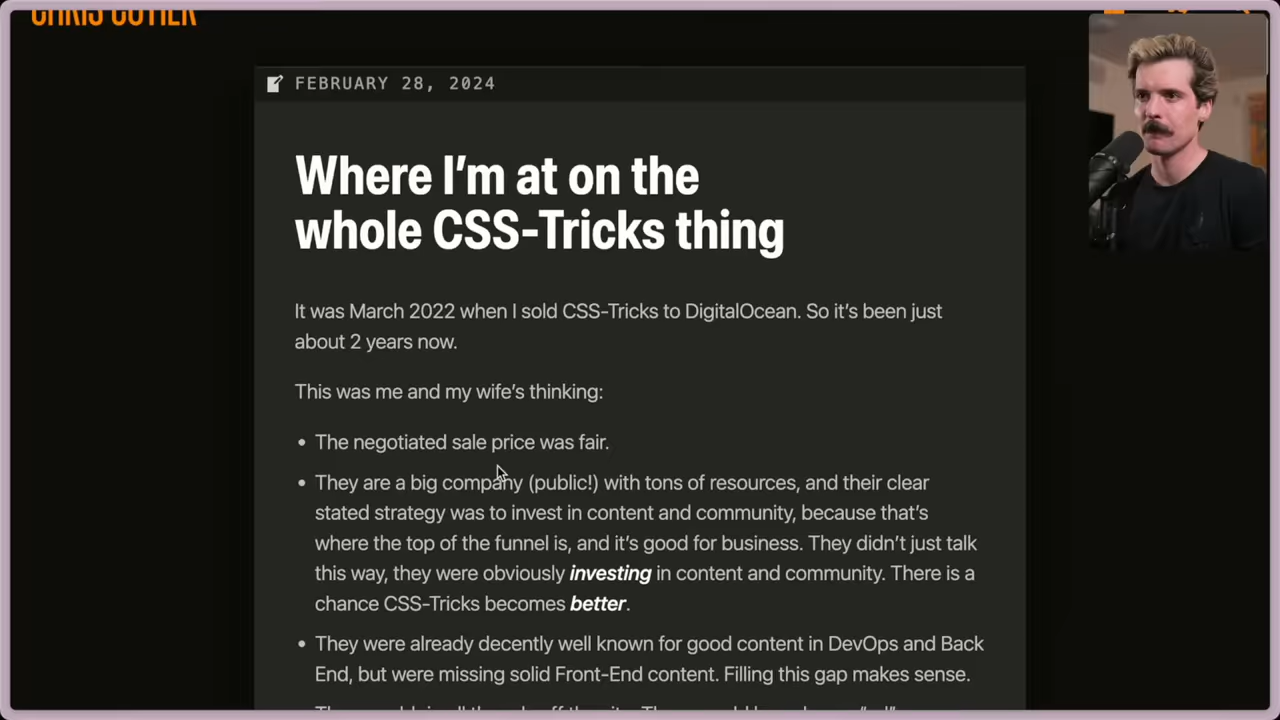 CHRIS COYIER
FEBRUARY 28, 2024
Where I'm at on the
whole CSS-Tricks thing
It was March 2022 when I sold CSS-Tricks to DigitalOcean. So it's been just
about 2 years now.
This was me and my wife's thinking:
• The negotiated sale price was fair.
• They are a big company (public!) with tons of resources, and their clear
stated strategy was to invest in content and community, because that's
where the top of the funnel is, and it's good for business. They didn't just talk
this way, they were obviously investing in content and community. There is a
chance CSS-Tricks becomes better.
• They were already decently well known for good content in DevOps and Back
End, but were missing solid Front-End content. Filling this gap makes sense.